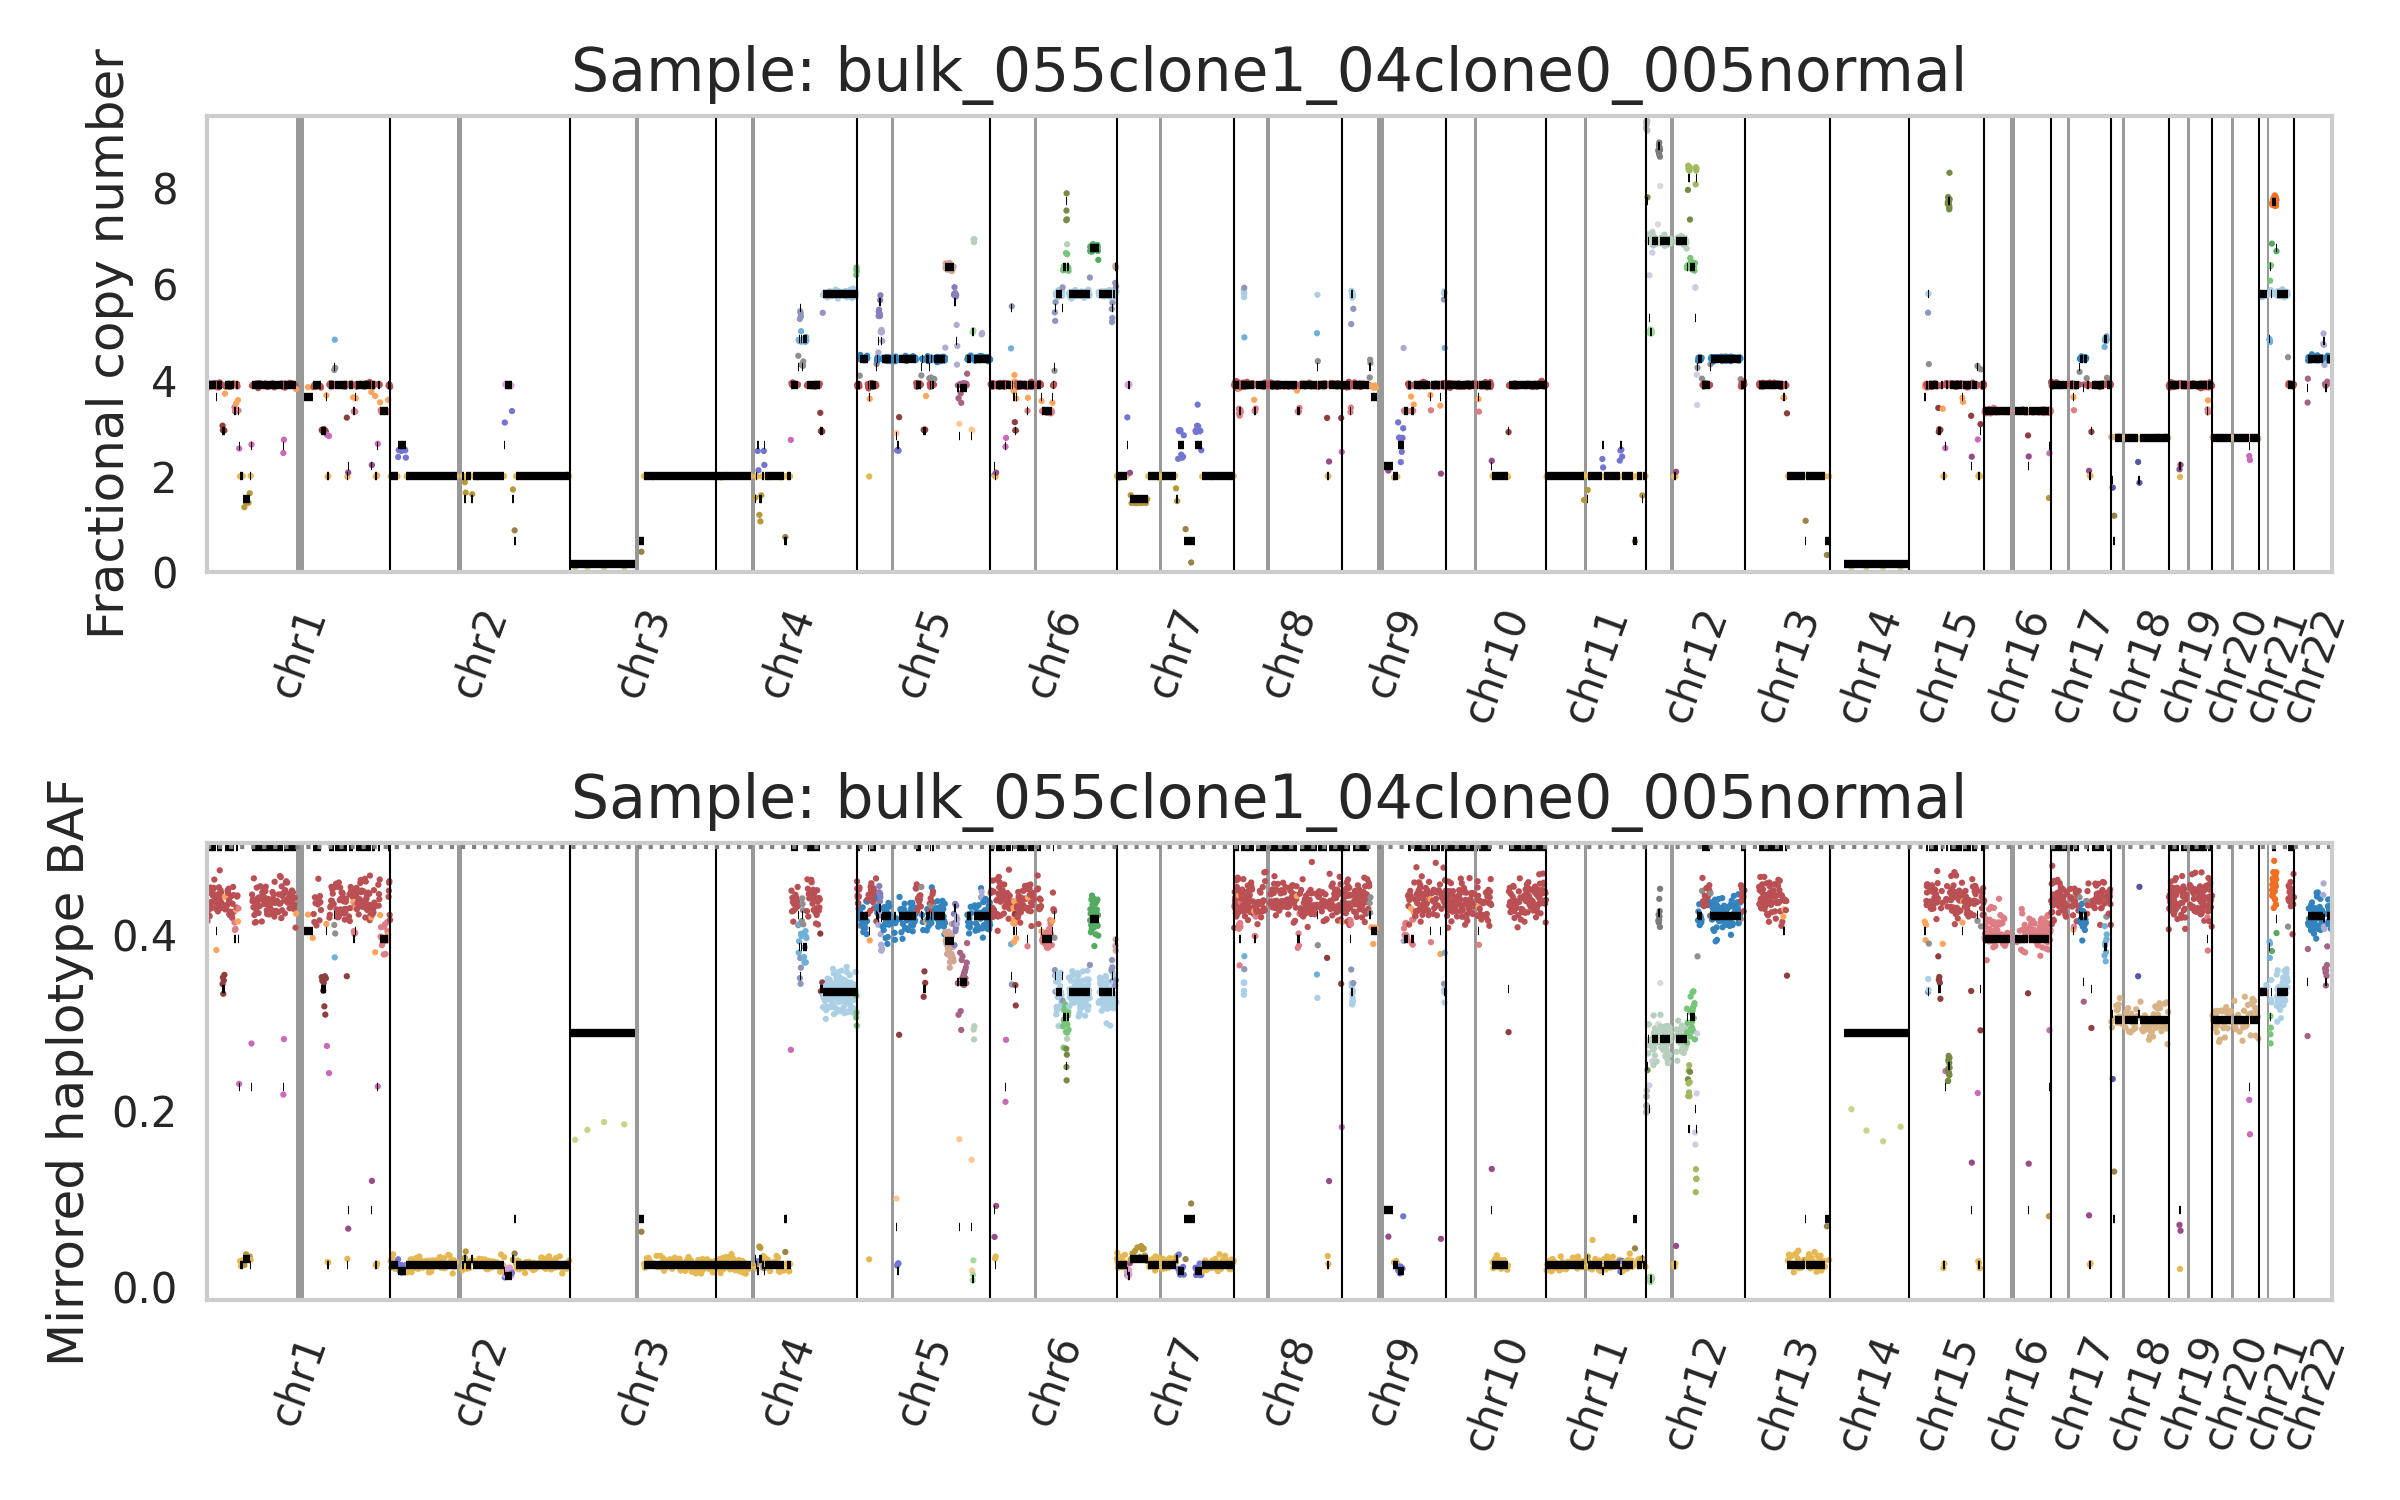 Sample: bulk_055clone1_04clone0_005normal
Fractional copy number
8
6
4
2
0
chr1 chr2 chr3 chr4 chr5 chr6 chr7 chr8 chr9 chr10 chr11 chr12 chr13 chr14 chr15 chr16 chr17 chr18 chr19 chr20 chr21 chr22
Sample: bulk_055clone1_04clone0_005normal
Mirrored haplotype BAF
0.4
0.2
0.0
chr1 chr2 chr3 chr4 chr5 chr6 chr7 chr8 chr9 chr10 chr11 chr12 chr13 chr14 chr15 chr16 chr17 chr18 chr19 chr20 chr21 chr22